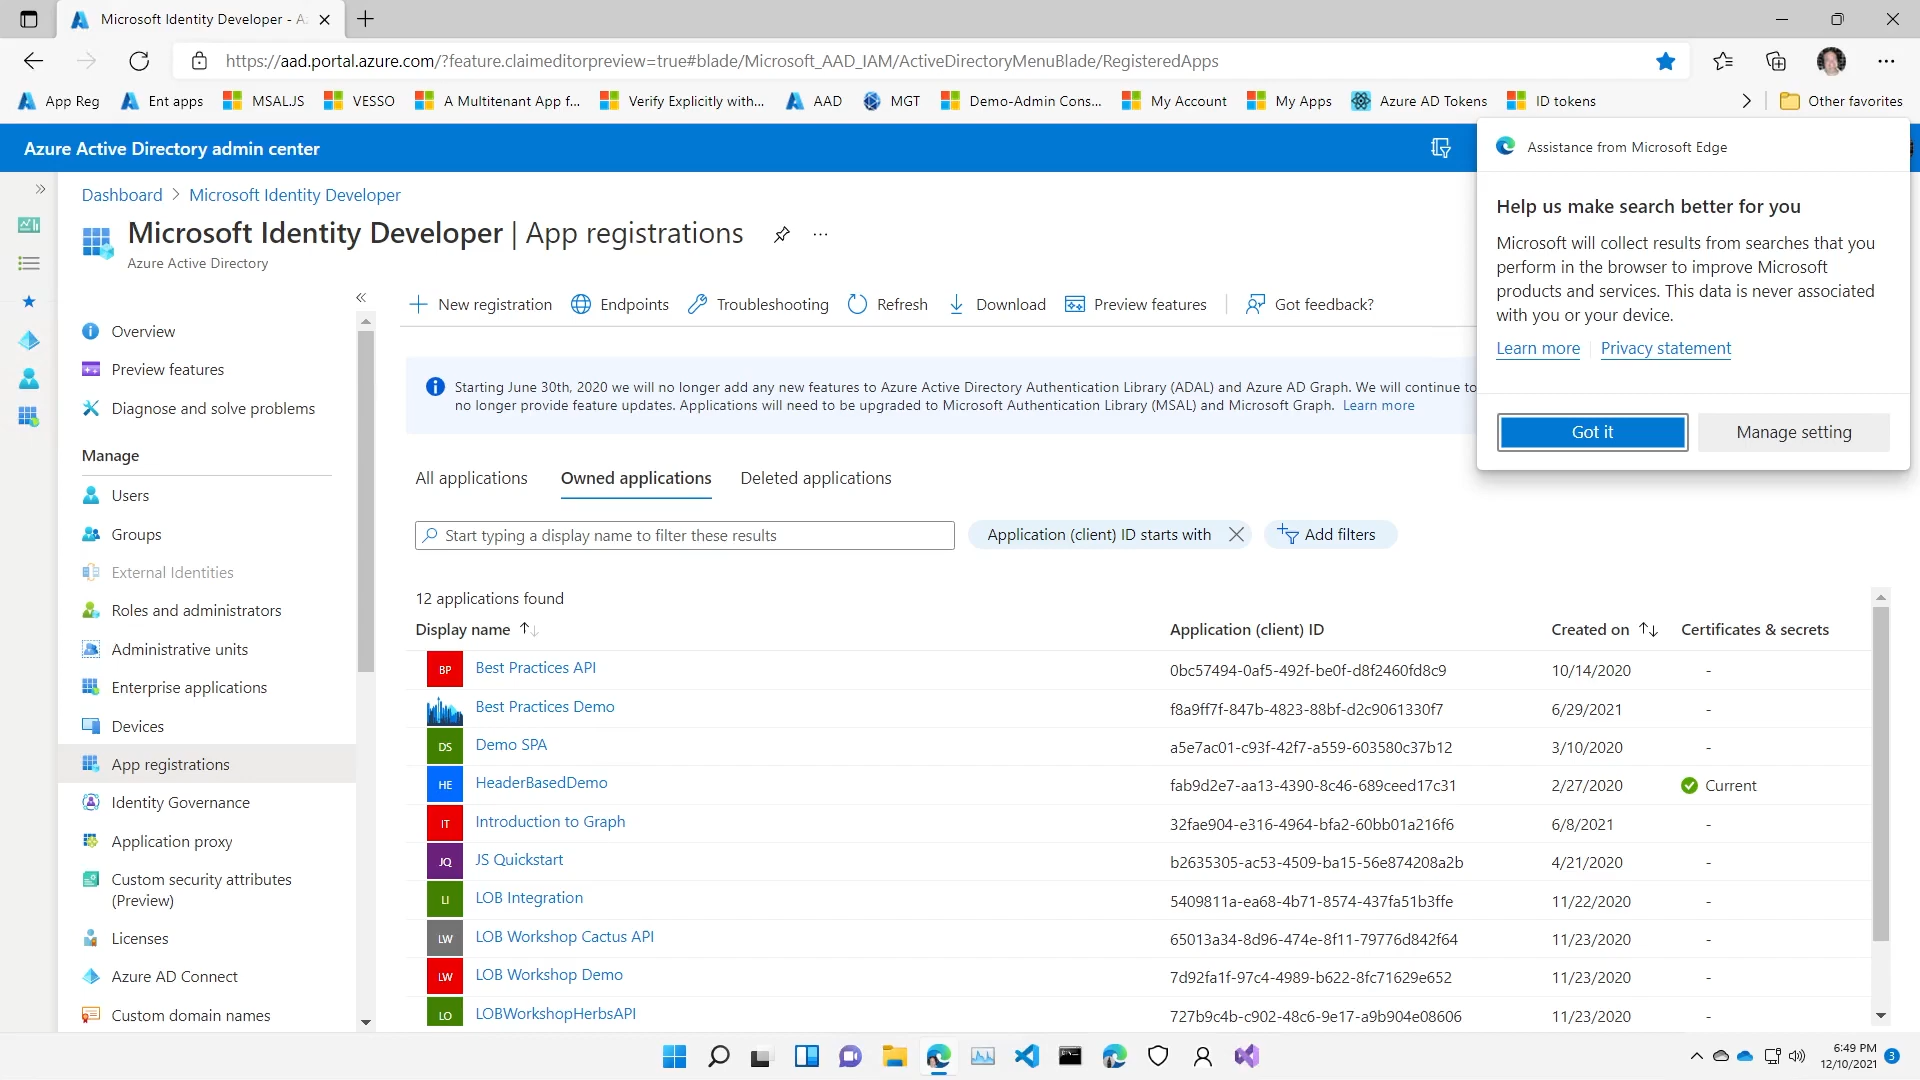 Microsoft Identity Developer - A
https://aad.portal.azure.com/?feature.claimeditorpreview=true#blade/Microsoft_AAD_IAM/ActiveDirectoryMenuBlade/RegisteredApps
App Reg
Ent apps
MSALJS
VESSO
A Multitenant App f...
Verify Explicitly with...
AAD
MGT
Demo-Admin Cons...
My Account
My Apps
Azure AD Tokens
ID tokens
Other favorites
Azure Active Directory admin center
Dashboard > Microsoft Identity Developer
Microsoft Identity Developer | App registrations
Azure Active Directory
Overview
Preview features
Diagnose and solve problems
Manage
Users
Groups
External Identities
Roles and administrators
Administrative units
Enterprise applications
Devices
App registrations
Identity Governance
Application proxy
Custom security attributes
(Preview)
Licenses
Azure AD Connect
Custom domain names
New registration
Endpoints
Troubleshooting
Refresh
Download
Preview features
Got feedback?
Starting June 30th, 2020 we will no longer add any new features to Azure Active Directory Authentication Library (ADAL) and Azure AD Graph. We will continue to
no longer provide feature updates. Applications will need to be upgraded to Microsoft Authentication Library (MSAL) and Microsoft Graph. Learn more
All applications
Owned applications
Deleted applications
Start typing a display name to filter these results
Application (client) ID starts with
Add filters
12 applications found
Display name
Application (client) ID
Created on
Certificates & secrets
BP Best Practices API 0bc57494-0af5-492f-be0f-d8f2460fd8c9 10/14/2020 -
Best Practices Demo f8a9ff7f-847b-4823-88bf-d2c9061330f7 6/29/2021 -
DS Demo SPA a5e7ac01-c93f-42f7-a559-603580c37b12 3/10/2020 -
HE HeaderBasedDemo fab9d2e7-aa13-4390-8c46-689ceed17c31 2/27/2020 Current
IT Introduction to Graph 32fae904-e316-4964-bfa2-60bb01a216f6 6/8/2021 -
JQ JS Quickstart b2635305-ac53-4509-ba15-56e874208a2b 4/21/2020 -
LI LOB Integration 5409811a-ea68-4b71-8574-437fa51b3ffe 11/22/2020 -
LW LOB Workshop Cactus API 65013a34-8d96-474e-8f11-79776d842f64 11/23/2020 -
LW LOB Workshop Demo 7d92fa1f-97c4-4989-b622-8fc71629e652 11/23/2020 -
LO LOBWorkshopHerbsAPI 727b9c4b-c902-48c6-9e17-a9b904e08606 11/23/2020 -
Assistance from Microsoft Edge
Help us make search better for you
Microsoft will collect results from searches that you
perform in the browser to improve Microsoft
products and services. This data is never associated
with you or your device.
Learn more
Privacy statement
Got it
Manage setting
6:49 PM
12/10/2021
3